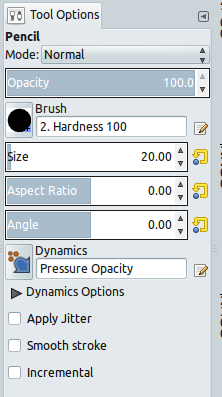 Tool Options
Pencil
Mode: Normal
Opacity 100.0
Brush
2. Hardness 100
Size 20.00
Aspect Ratio 0.00
Angle 0.00
Dynamics
Pressure Opacity
Dynamics Options
Apply Jitter
Smooth stroke
Incremental